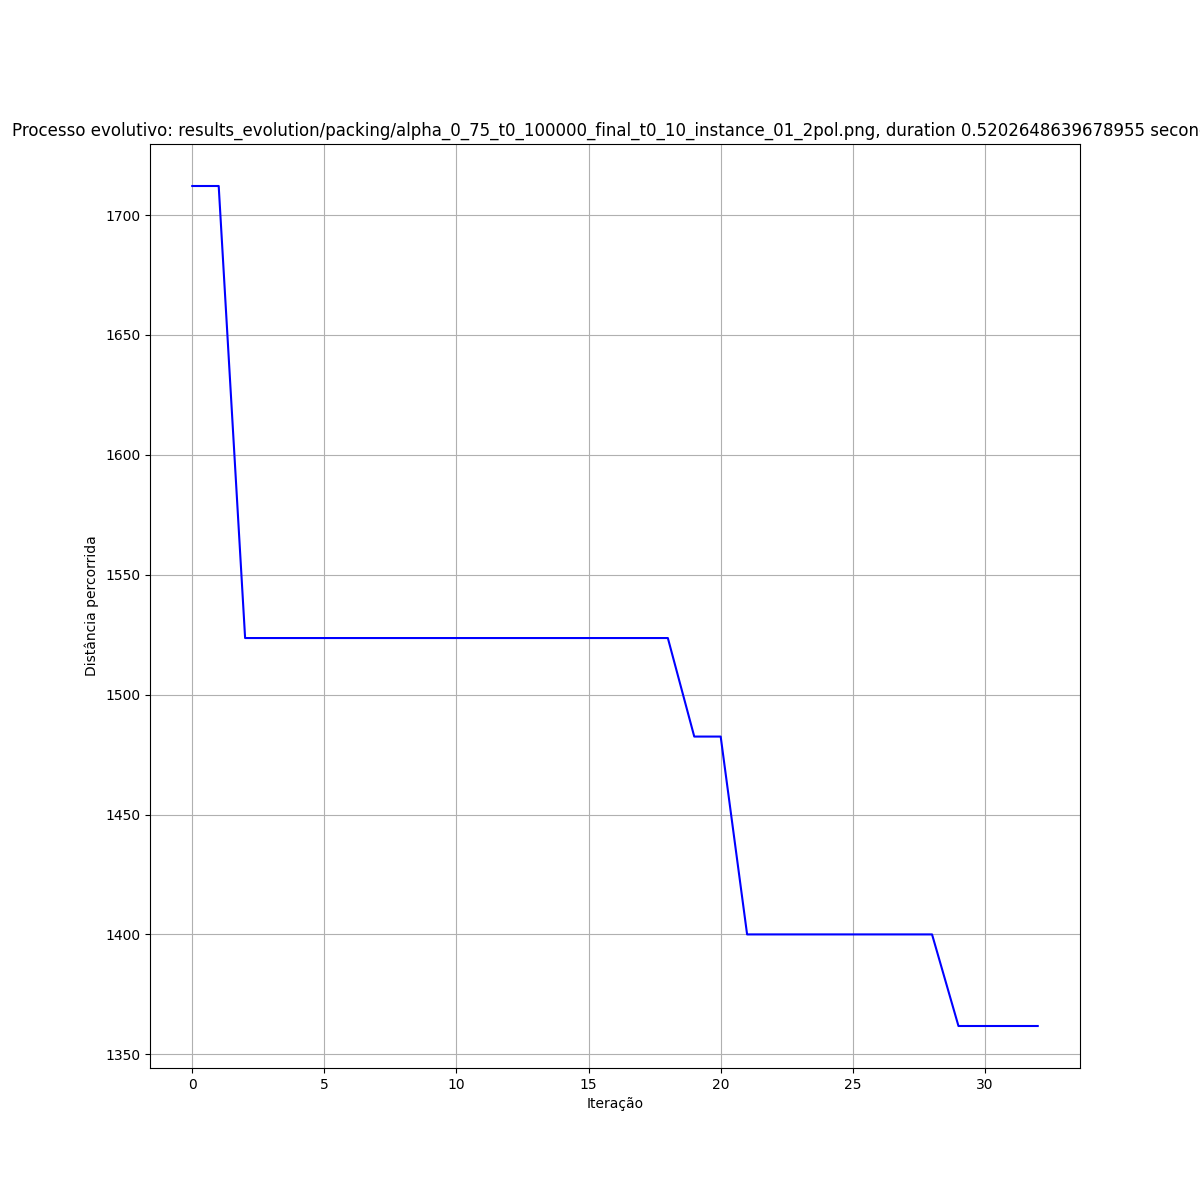 Processo evolutivo: results_evolution/packing/alpha_0_75_t0_100000_final_t0_10_instance_01_2pol.png, duration 0.5202648639678955 secon
1700
1650
1600
1550
1500
1450
1400
1350
Distância percorrida
0 5 10 15 20 25 30
Iteração